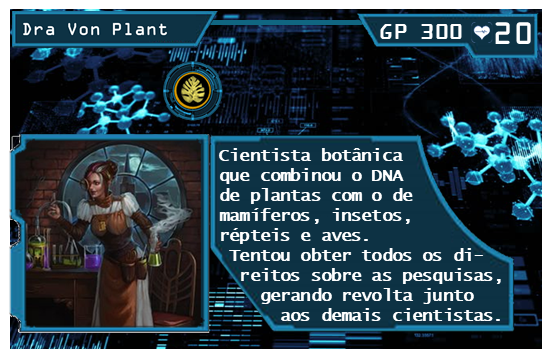 Dra Von Plant
GP 300 20
Cientista botânica
que combinou o DNA
de plantas com o de
mamíferos, insetos,
répteis e aves.
Tentou obter todos os di-
reitos sobre as pesquisas,
gerando revolta junto
aos demais cientistas.